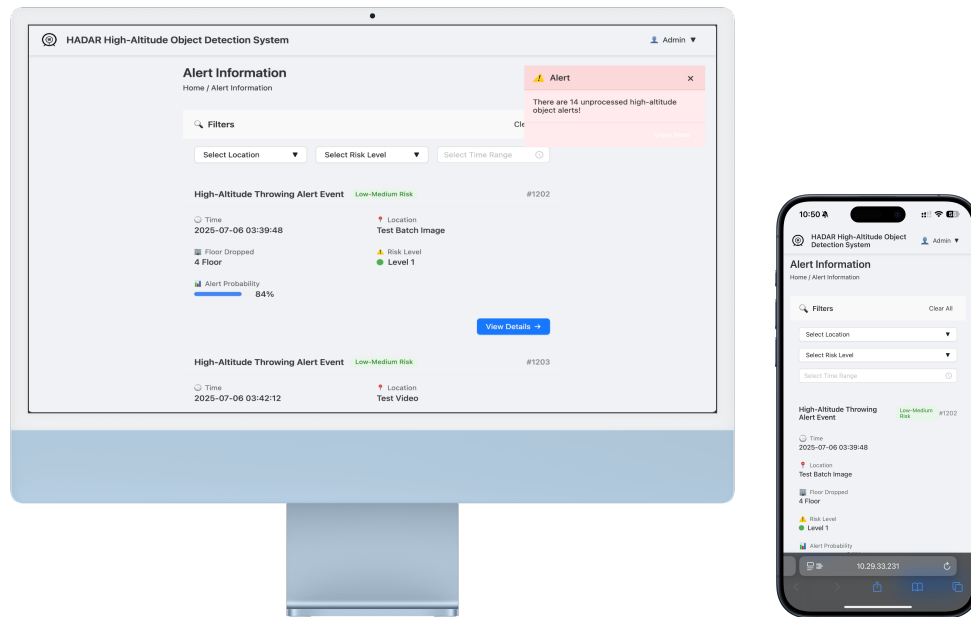 HADAR High-Altitude Object Detection System
Admin ▼
Alert Information
Home / Alert Information
Alert ×
There are 14 unprocessed high-altitude
object alerts!
View Now
Filters
Cle
Select Location ▼
Select Risk Level ▼
Select Time Range
High-Altitude Throwing Alert Event Low-Medium Risk #1202
Time
2025-07-06 03:39:48
Location
Test Batch Image
Floor Dropped
4 Floor
Risk Level
Level 1
Alert Probability
84%
View Details →
High-Altitude Throwing Alert Event Low-Medium Risk #1203
Time
2025-07-06 03:42:12
Location
Test Video
10:50
HADAR High-Altitude Object
Detection System
Admin ▼
Alert Information
Home / Alert Information
Filters
Clear All
Select Location ▼
Select Risk Level ▼
Select Time Range
High-Altitude Throwing
Alert Event
Low-Medium
Risk
#1202
Time
2025-07-06 03:39:48
Location
Test Batch Image
Floor Dropped
4 Floor
Risk Level
Level 1
Alert Probability
10.29.33.231